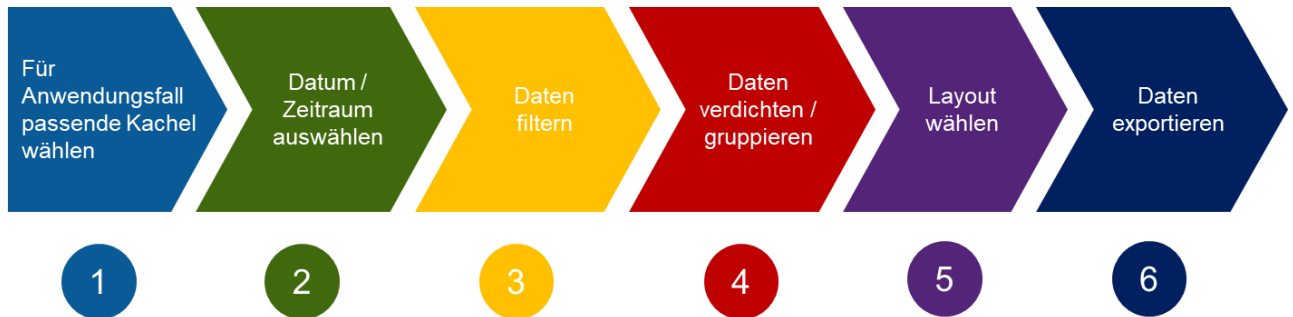 Für
Anwendungsfall
passende Kachel
wählen
Datum /
Zeitraum
auswählen
Daten
filtern
Daten
verdichten /
gruppieren
Layout
wählen
Daten
exportieren
1
2
3
4
5
6